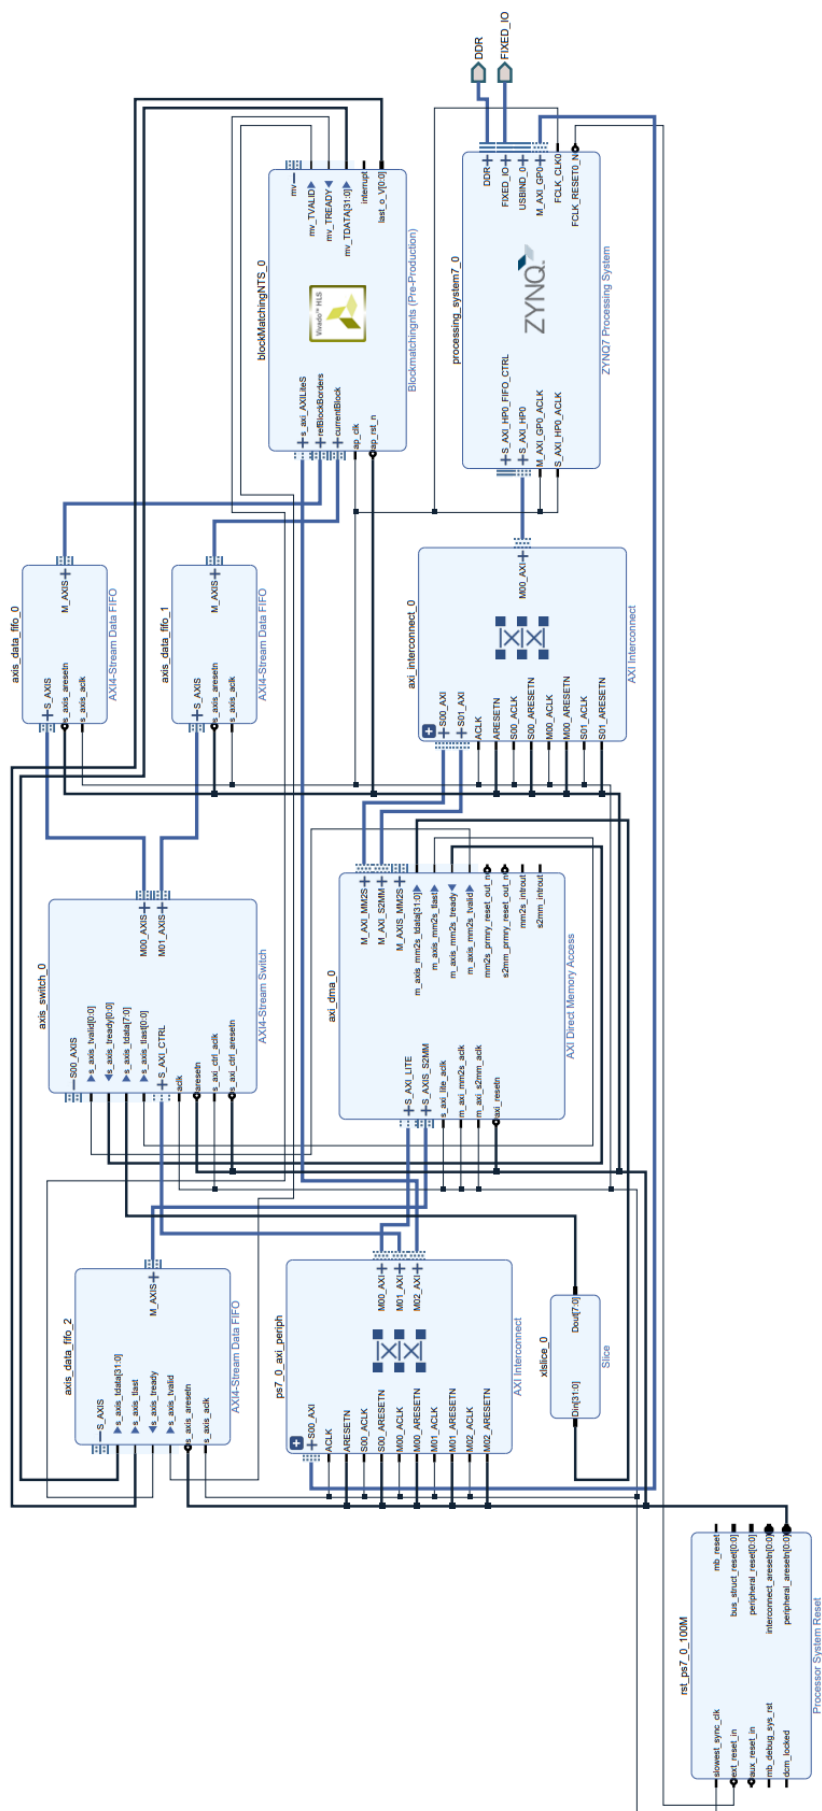 rst_ps7_0_100M
slowest_sync_clk
ext_reset_in
aux_reset_in
mb_debug_sys_rst
dcm_locked
mb_reset
bus_struct_reset[0:0]
peripheral_reset[0:0]
interconnect_aresetn[0:0]
peripheral_aresetn[0:0]
Processor System Reset
axis_data_fifo_2
S_AXIS
s_axis_tdata[31:0]
s_axis_tlast
s_axis_tready
s_axis_tvalid
s_axis_aresetn
s_axis_aclk
M_AXIS
AXI4-Stream Data FIFO
ps7_0_axi_periph
S00_AXI
ACLK
ARESETN
S00_ACLK
S00_ARESETN
M00_ACLK
M00_ARESETN
M01_ACLK
M01_ARESETN
M02_ACLK
M02_ARESETN
M00_AXI
M01_AXI
M02_AXI
AXI Interconnect
xlslice_0
Din[31:0]
Dout[7:0]
Slice
axis_switch_0
S00_AXIS
s_axis_tvalid[0:0]
s_axis_tready[0:0]
s_axis_tdata[7:0]
s_axis_tlast[0:0]
S_AXI_CTRL
aclk
aresetn
s_axi_ctrl_aclk
s_axi_ctrl_aresetn
M00_AXIS
M01_AXIS
AXI4-Stream Switch
axi_dma_0
S_AXI_LITE
S_AXIS_S2MM
s_axi_lite_aclk
m_axi_mm2s_aclk
m_axi_s2mm_aclk
axi_resetn
M_AXI_MM2S
M_AXI_S2MM
M_AXIS_MM2S
m_axis_mm2s_tdata[31:0]
m_axis_mm2s_tlast
m_axis_mm2s_tready
m_axis_mm2s_tvalid
mm2s_prmry_reset_out_n
s2mm_prmry_reset_out_n
mm2s_introut
s2mm_introut
AXI Direct Memory Access
axis_data_fifo_0
S_AXIS
s_axis_aresetn
s_axis_aclk
M_AXIS
AXI4-Stream Data FIFO
axis_data_fifo_1
S_AXIS
s_axis_aresetn
s_axis_aclk
M_AXIS
AXI4-Stream Data FIFO
axi_interconnect_0
S00_AXI
S01_AXI
ACLK
ARESETN
S00_ACLK
S00_ARESETN
M00_ACLK
M00_ARESETN
S01_ACLK
S01_ARESETN
M00_AXI
AXI Interconnect
blockMatchingNTS_0
s_axi_AXILiteS
refBlockBorders
currentBlock
ap_clk
ap_rst_n
Vivado™ HLS
mv
mv_TVALID
mv_TREADY
mv_TDATA[31:0]
interrupt
last_o_V[0:0]
Blockmatchingnts (Pre-Production)
processing_system7_0
S_AXI_HP0_FIFO_CTRL
S_AXI_HP0
M_AXI_GP0_ACLK
S_AXI_HP0_ACLK
ZYNQ
DDR
FIXED_IO
USBIND_0
M_AXI_GP0
FCLK_CLK0
FCLK_RESET0_N
ZYNQ7 Processing System
DDR
FIXED_IO